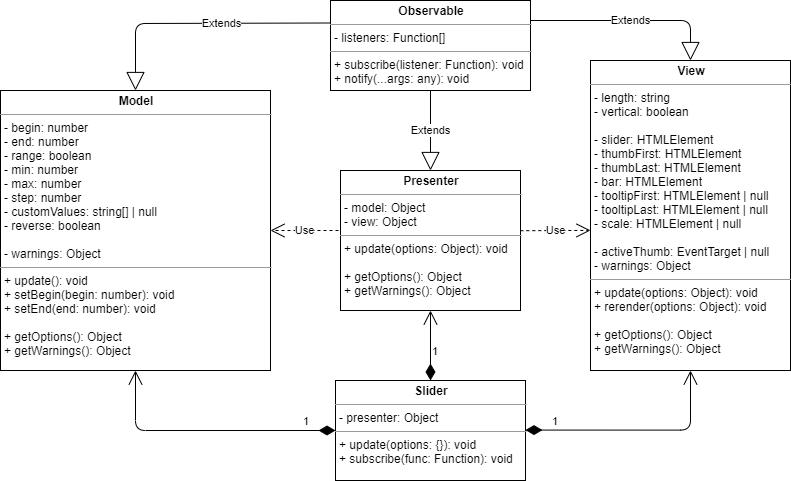 Observable
- listeners: Function[]
+ subscribe(listener: Function): void
+ notify(...args: any): void
Extends
Extends
Extends
Model
- begin: number
- end: number
- range: boolean
- min: number
- max: number
- step: number
- customValues: string[] | null
- reverse: boolean
- warnings: Object
+ update(): void
+ setBegin(begin: number): void
+ setEnd(end: number): void
+ getOptions(): Object
+ getWarnings(): Object
Use
Presenter
- model: Object
- view: Object
+ update(options: Object): void
+ getOptions(): Object
+ getWarnings(): Object
Use
View
- length: string
- vertical: boolean
- slider: HTMLElement
- thumbFirst: HTMLElement
- thumbLast: HTMLElement
- bar: HTMLElement
- tooltipFirst: HTMLElement | null
- tooltipLast: HTMLElement | null
- scale: HTMLElement | null
- activeThumb: EventTarget | null
- warnings: Object
+ update(options: Object): void
+ rerender(options: Object): void
+ getOptions(): Object
+ getWarnings(): Object
1
1
1
Slider
- presenter: Object
+ update(options: {}): void
+ subscribe(func: Function): void